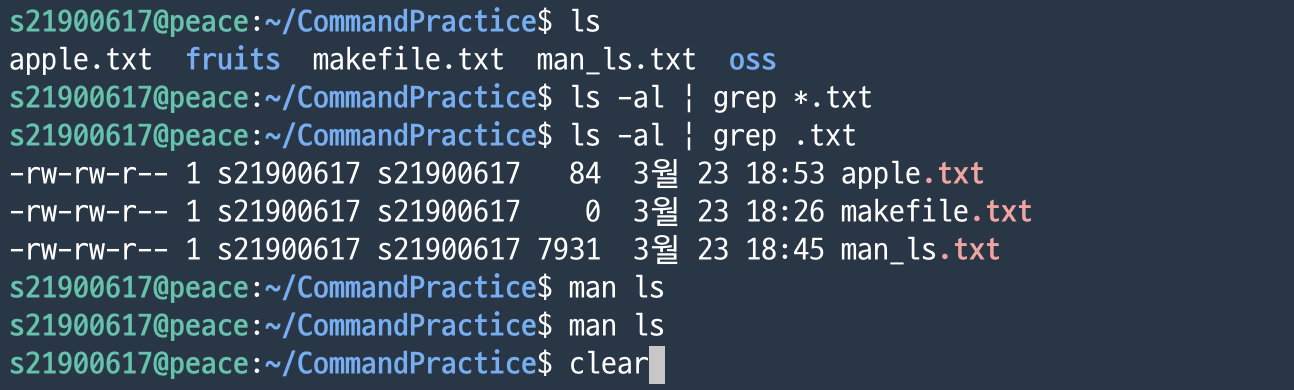 s21900617@peace:~/CommandPractice$ ls
apple.txt  fruits  makefile.txt  man_ls.txt  oss
s21900617@peace:~/CommandPractice$ ls -al | grep *.txt
s21900617@peace:~/CommandPractice$ ls -al | grep .txt
-rw-rw-r-- 1 s21900617 s21900617   84  3월 23 18:53 apple.txt
-rw-rw-r-- 1 s21900617 s21900617    0  3월 23 18:26 makefile.txt
-rw-rw-r-- 1 s21900617 s21900617 7931  3월 23 18:45 man_ls.txt
s21900617@peace:~/CommandPractice$ man ls
s21900617@peace:~/CommandPractice$ man ls
s21900617@peace:~/CommandPractice$ clear